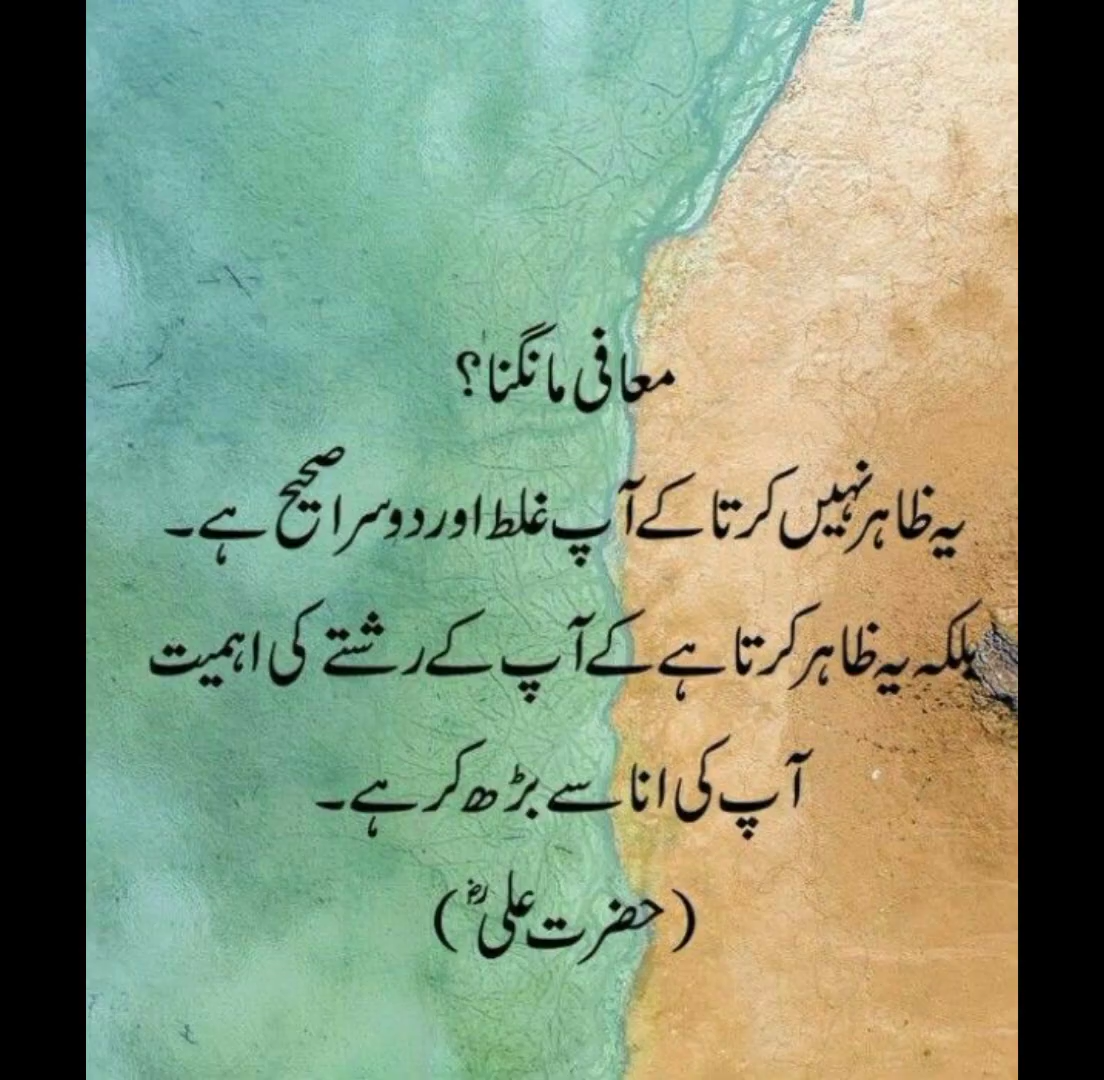 معافی مانگنا؟
یہ ظاہر نہیں کرتا کے آپ غلط اور دوسرا صحیح ہے۔
بلکہ یہ ظاہر کرتا ہے کے آپ کے رشتے کی اہمیت
آپ کی انا سے بڑھ کر ہے۔
(حضرت علیؓ)